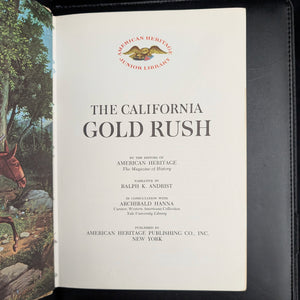 AMERICAN HERITAGE
JUNIOR LIBRARY
THE CALIFORNIA
GOLD RUSH
BY THE EDITORS OF
AMERICAN HERITAGE
The Magazine of History
NARRATIVE BY
RALPH K. ANDRIST
IN CONSULTATION WITH
ARCHIBALD HANNA
Curator, Western Americana Collection
Yale University Library
PUBLISHED BY
AMERICAN HERITAGE PUBLISHING CO., INC.
NEW YORK